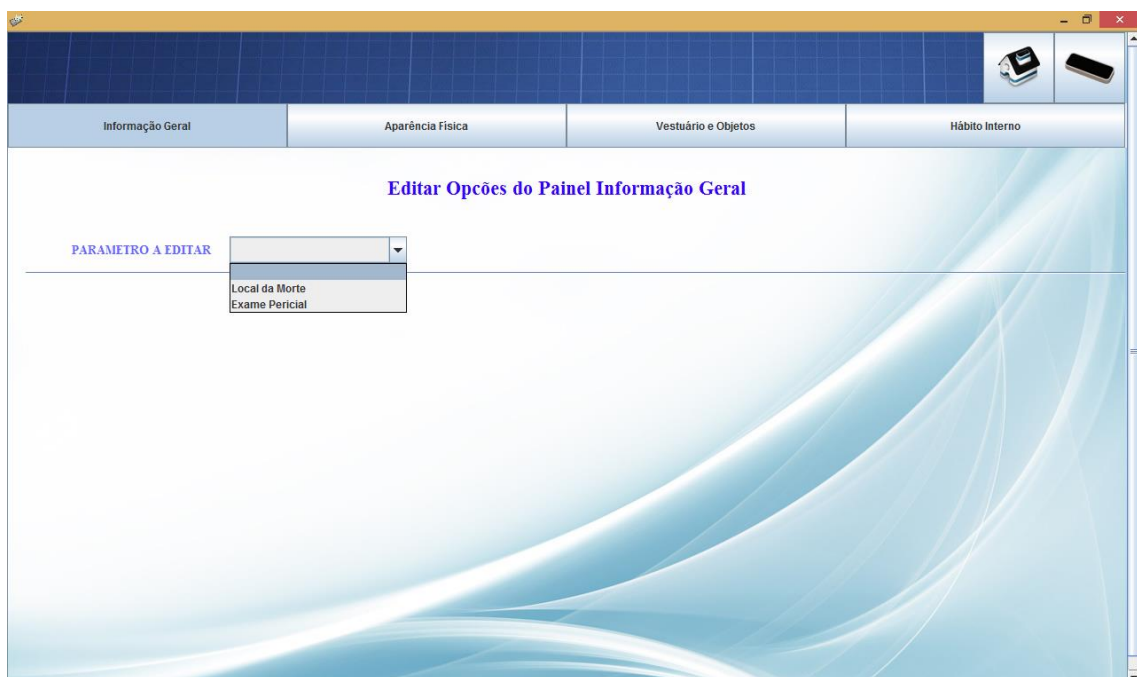 Informação Geral
Aparência Física
Vestuário e Objetos
Hábito Interno
Editar Opcões do Painel Informação Geral
PARAMETRO A EDITAR
Local da Morte
Exame Pericial